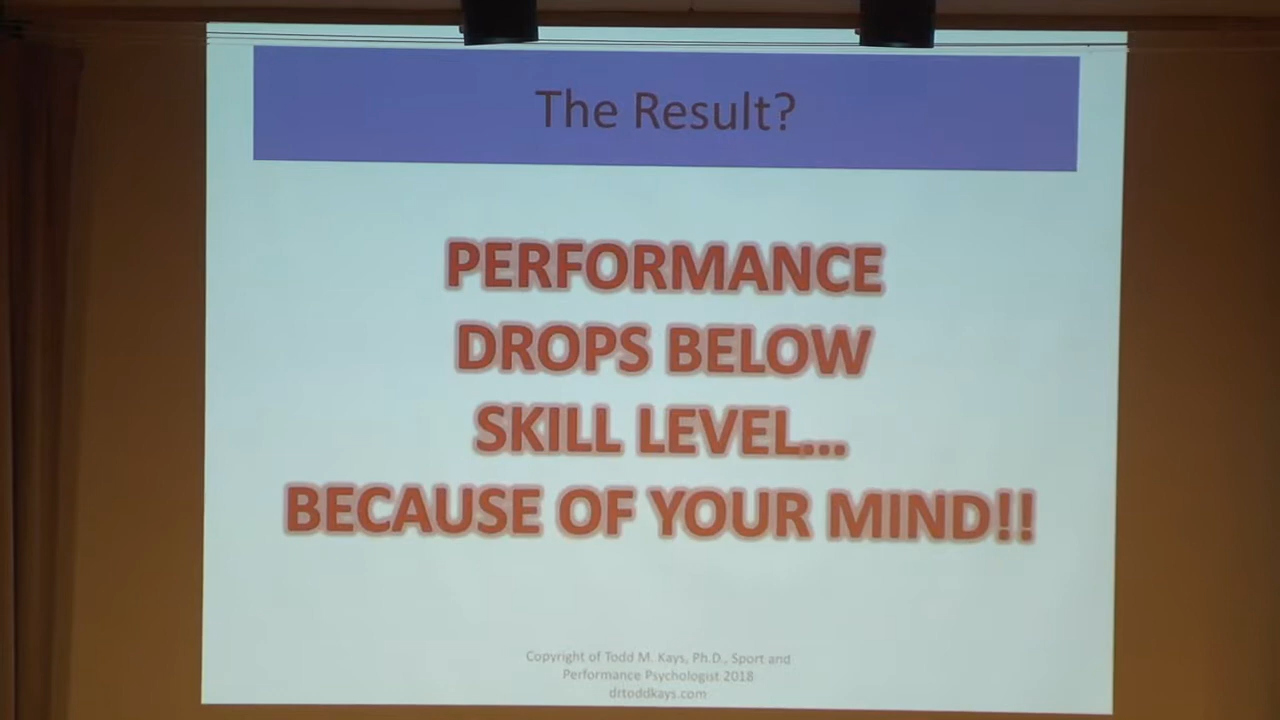 The Result?
PERFORMANCE
DROPS BELOW
SKILL LEVEL...
BECAUSE OF YOUR MIND!!
Copyright of Todd M. Kays, Ph.D., Sport and
Performance Psychologist 2018
drtoddkays.com